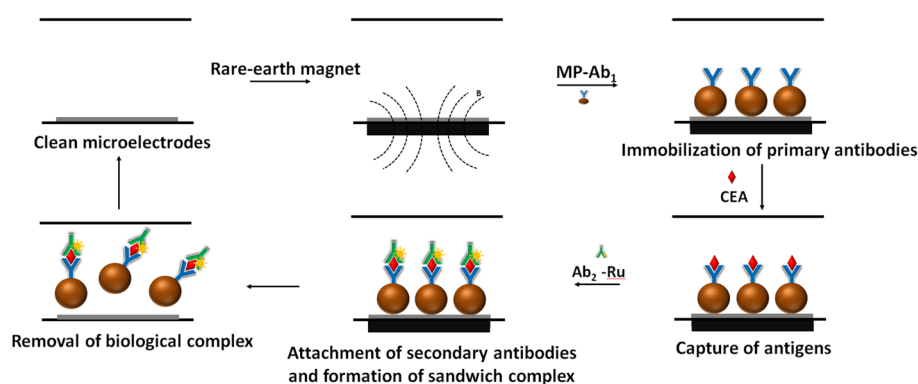 Rare-earth magnet
B
MP-Ab₁
Clean microelectrodes
Immobilization of primary antibodies
CEA
Ab₂ -Ru
Removal of biological complex
Attachment of secondary antibodies
and formation of sandwich complex
Capture of antigens